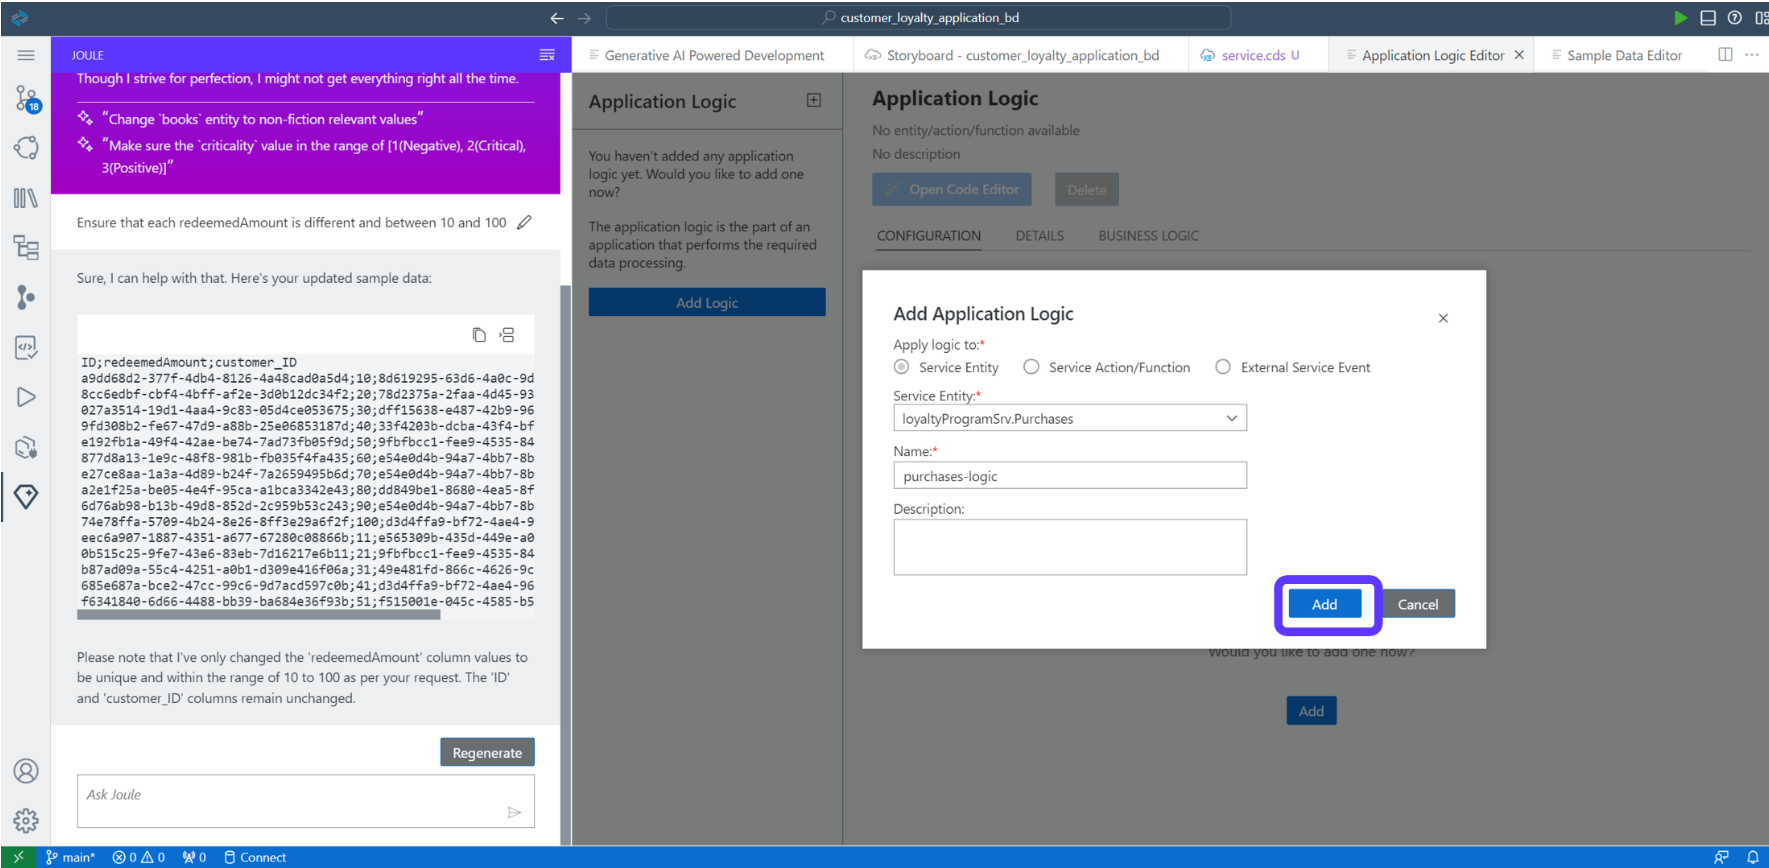 customer_loyalty_application_bd
JOULE
Generative AI Powered Development
Storyboard - customer_loyalty_application_bd
service.cds U
Application Logic Editor
Sample Data Editor
18
Though I strive for perfection, I might not get everything right all the time.
"Change `books` entity to non-fiction relevant values"
"Make sure the `criticality` value in the range of [1(Negative), 2(Critical),
3(Positive)]"
Ensure that each redeemedAmount is different and between 10 and 100
Sure, I can help with that. Here's your updated sample data:
ID;redeemedAmount;customer_ID
a9dd68d2-377f-4db4-8126-4a48cad0a5d4;10;8d619295-63d6-4a0c-9d
8cc6edbf-cbf4-4bff-af2e-3d0b12dc34f2;20;78d2375a-2faa-4d45-93
027a3514-19d1-4aa4-9c83-05d4ce053675;30;dff15638-e487-42b9-96
9fd308b2-fe67-47d9-a88b-25e06853187d;40;33f4203b-dcba-43f4-bf
e192fb1a-49f4-42ae-be74-7ad73fb05f9d;50;9fbfbcc1-fee9-4535-84
877d8a13-1e9c-48f8-981b-fb035f4fa435;60;e54e0d4b-94a7-4bb7-8b
e27ce8aa-1a3a-4d89-b24f-7a2659495b6d;70;e54e0d4b-94a7-4bb7-8b
a2e1f25a-be05-4e4f-95ca-a1bca3342e43;80;dd849be1-8680-4ea5-8f
6d76ab98-b13b-49d8-852d-2c959b53c243;90;e54e0d4b-94a7-4bb7-8b
74e78ffa-5709-4b24-8e26-8ff3e29a6f2f;100;d3d4ffa9-bf72-4ae4-9
eec6a907-1887-4351-a677-67280c08866b;11;e565309b-435d-449e-a0
0b515c25-9fe7-43e6-83eb-7d16217e6b11;21;9fbfbcc1-fee9-4535-84
b87ad09a-55c4-4251-a0b1-d309e416f06a;31;49e481fd-866c-4626-9c
685e687a-bce2-47cc-99c6-9d7acd597c0b;41;d3d4ffa9-bf72-4ae4-96
f6341840-6d66-4488-bb39-ba684e36f93b;51;f515001e-045c-4585-b5
Please note that I've only changed the 'redeemedAmount' column values to
be unique and within the range of 10 to 100 as per your request. The 'ID'
and 'customer_ID' columns remain unchanged.
Regenerate
Ask Joule
Application Logic
You haven't added any application
logic yet. Would you like to add one
now?
The application logic is the part of an
application that performs the required
data processing.
Add Logic
Application Logic
No entity/action/function available
No description
Open Code Editor
Delete
CONFIGURATION
DETAILS
BUSINESS LOGIC
Add Application Logic
Apply logic to:*
Service Entity
Service Action/Function
External Service Event
Service Entity:*
loyaltyProgramSrv.Purchases
Name:*
purchases-logic
Description:
Add
Cancel
Would you like to add one now?
Add
main*
0
0
0
Connect